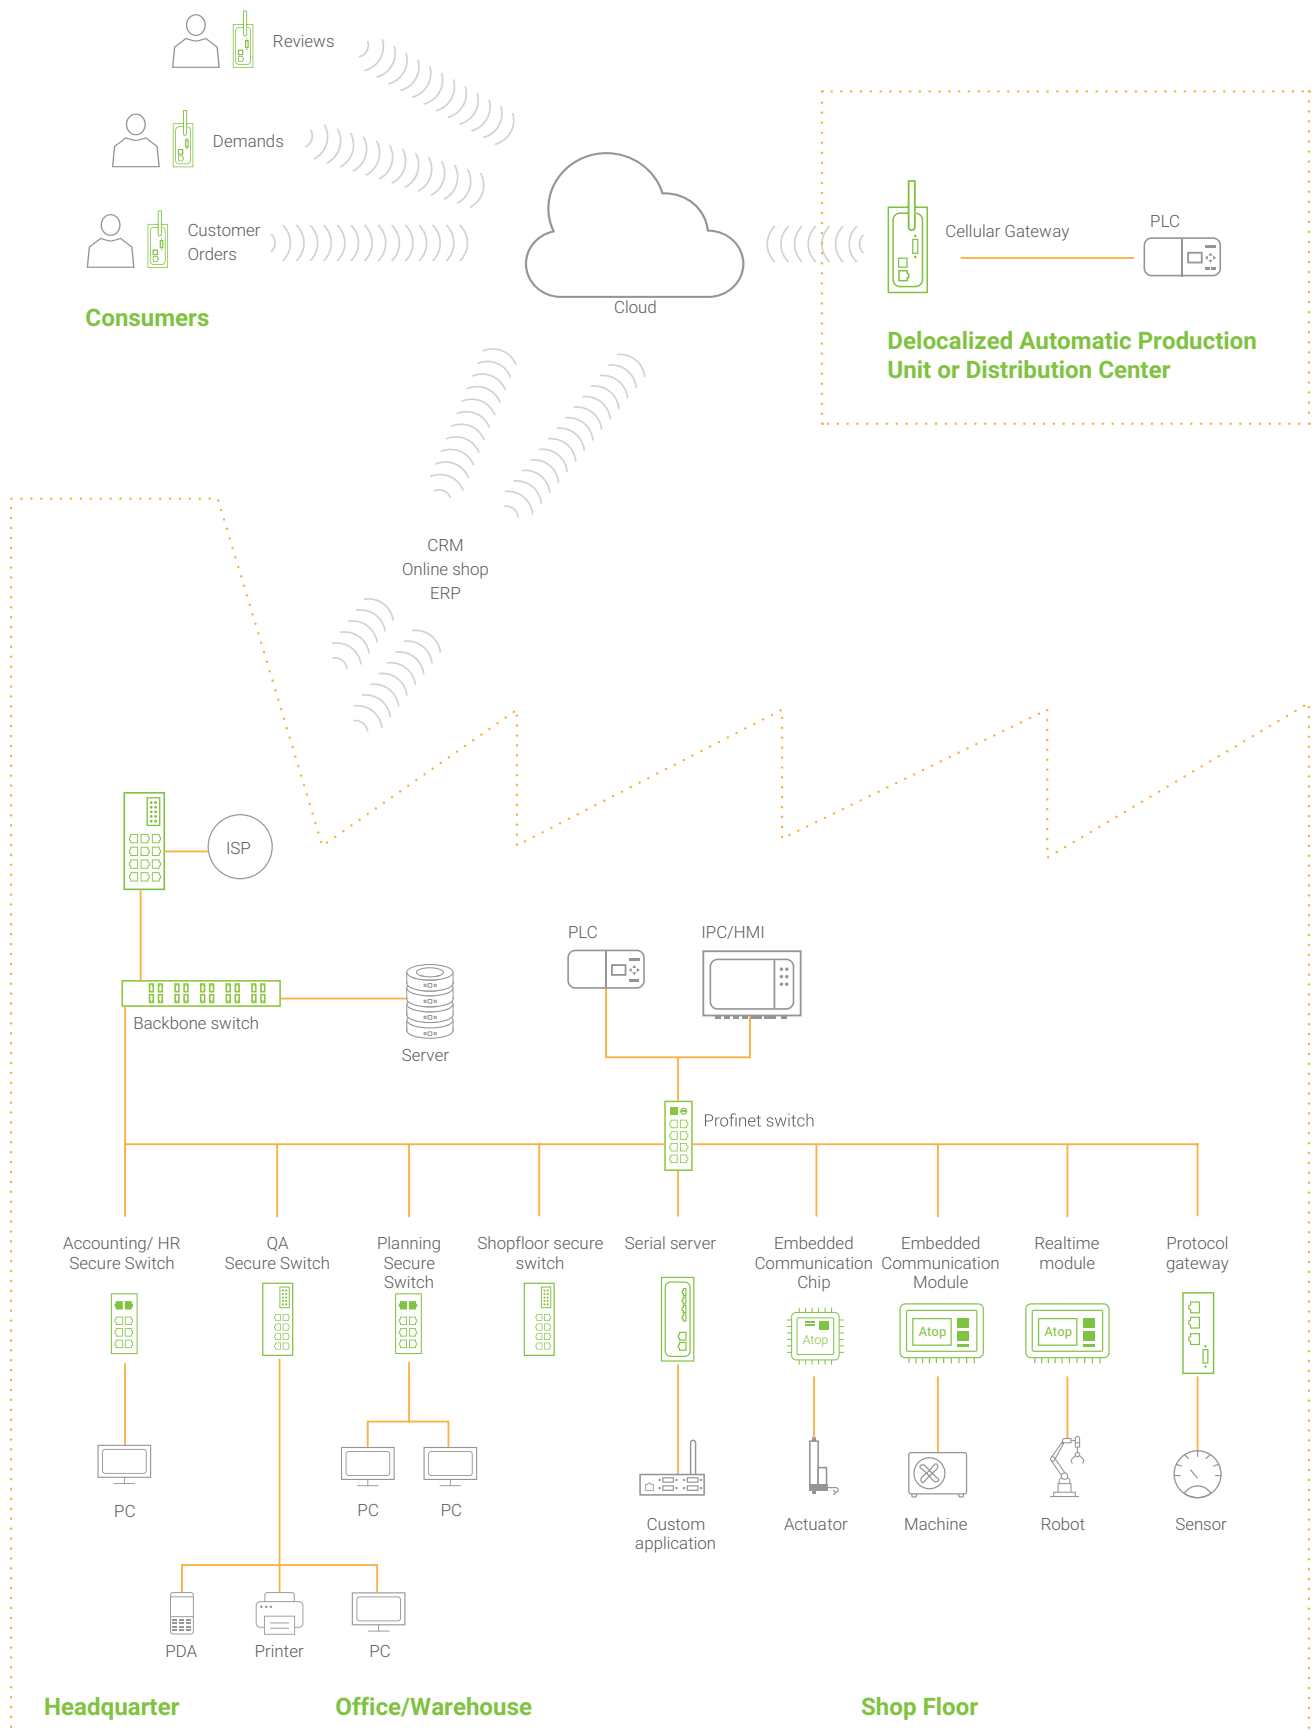 Reviews
Demands
Customer
Orders
Consumers
Cloud
Cellular Gateway
PLC
Delocalized Automatic Production
Unit or Distribution Center
CRM
Online shop
ERP
ISP
PLC
IPC/HMI
Backbone switch
Server
Profinet switch
Accounting/ HR
Secure Switch
QA
Secure Switch
Planning
Secure
Switch
Shopfloor secure
switch
Serial server
Embedded
Communication
Chip
Embedded
Communication
Module
Realtime
module
Protocol
gateway
Atop
Atop
Atop
PC
PC
PC
Custom
application
Actuator
Machine
Robot
Sensor
PDA
Printer
PC
Headquarter
Office/Warehouse
Shop Floor